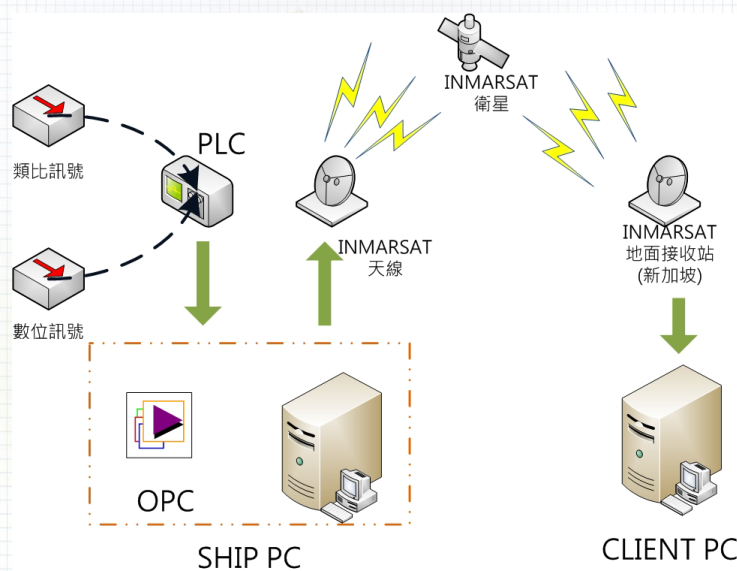 INMARSAT
衛星
PLC
類比訊號
INMARSAT
天線
INMARSAT
地面接收站
(新加坡)
數位訊號
OPC
SHIP PC
CLIENT PC